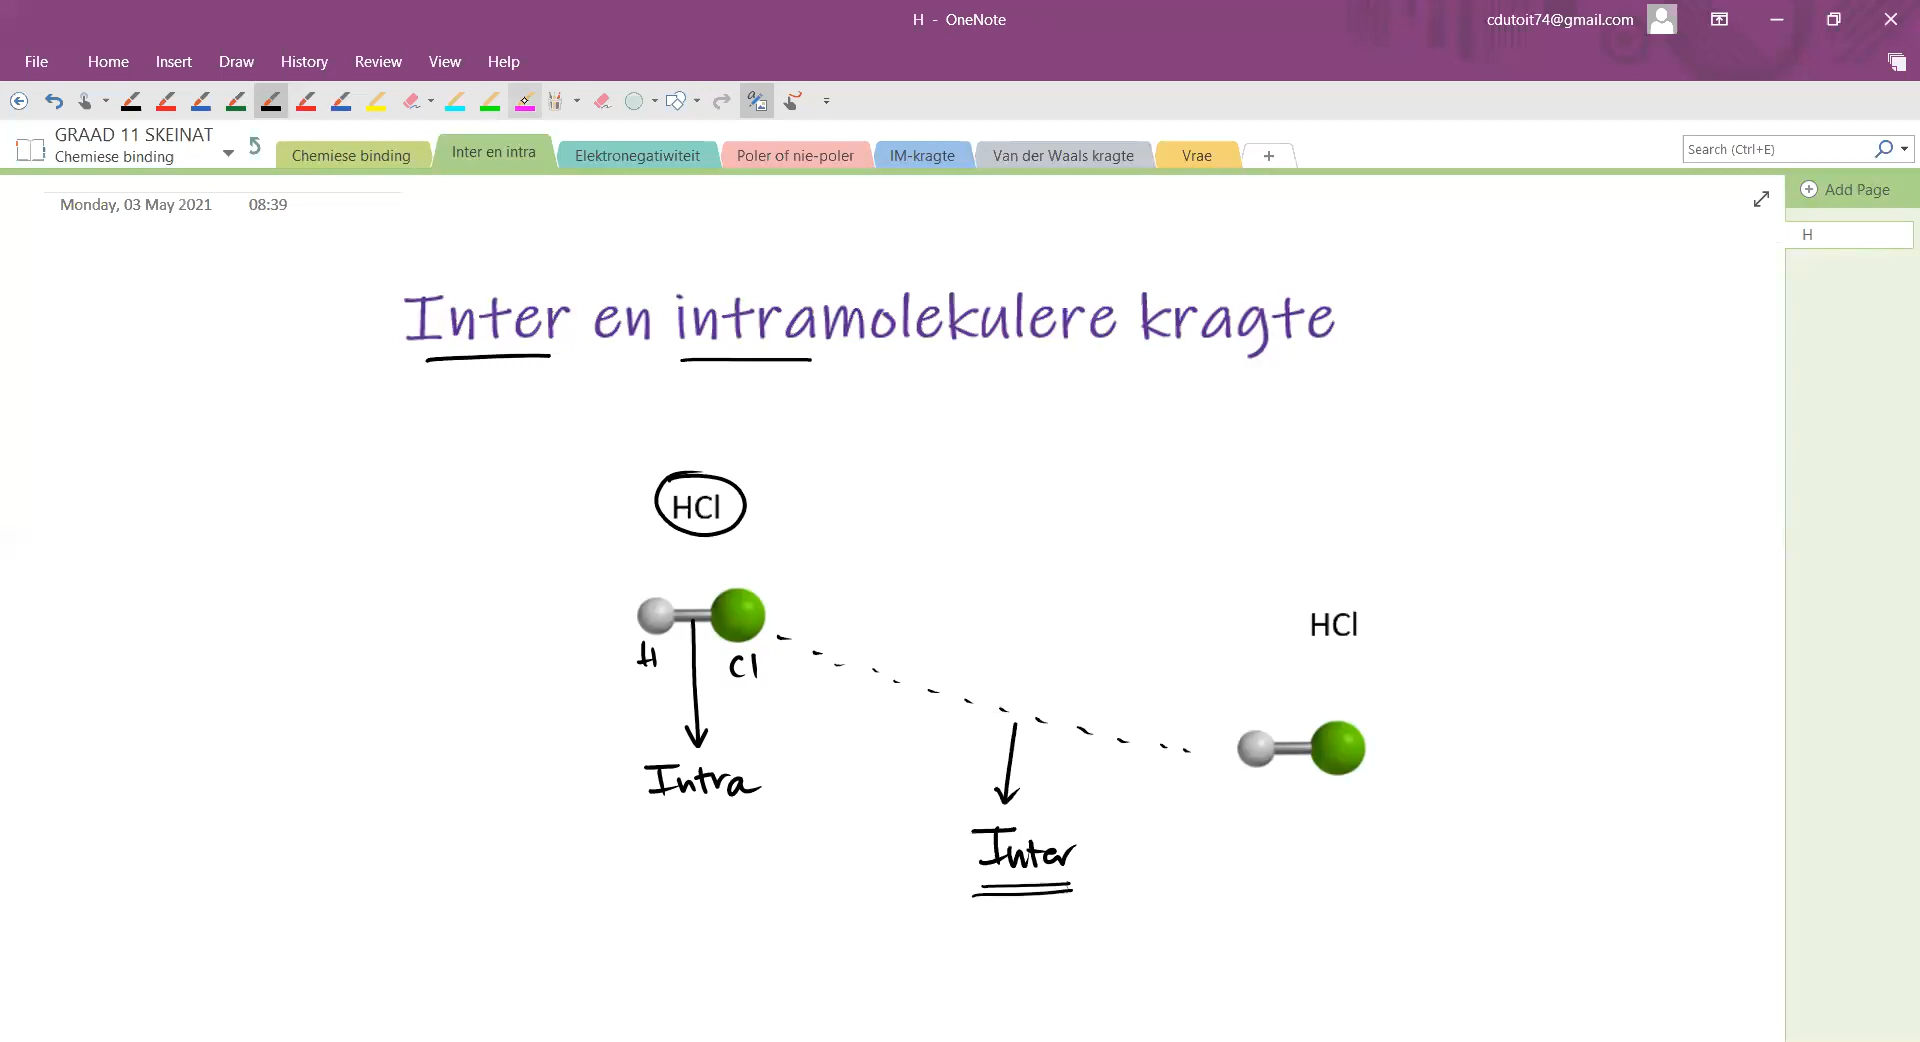 H - OneNote
cdutoit74@gmail.com
File Home Insert Draw History Review View Help
GRAAD 11 SKEINAT
Chemiese binding
Chemiese binding Inter en intra Elektronegatiwiteit Poler of nie-poler IM-kragte Van der Waals kragte Vrae +
Search (Ctrl+E)
Add Page
H
Monday, 03 May 2021 08:39
Inter en intramolekulere kragte
HCl
HCl
H Cl
Intra
Inter